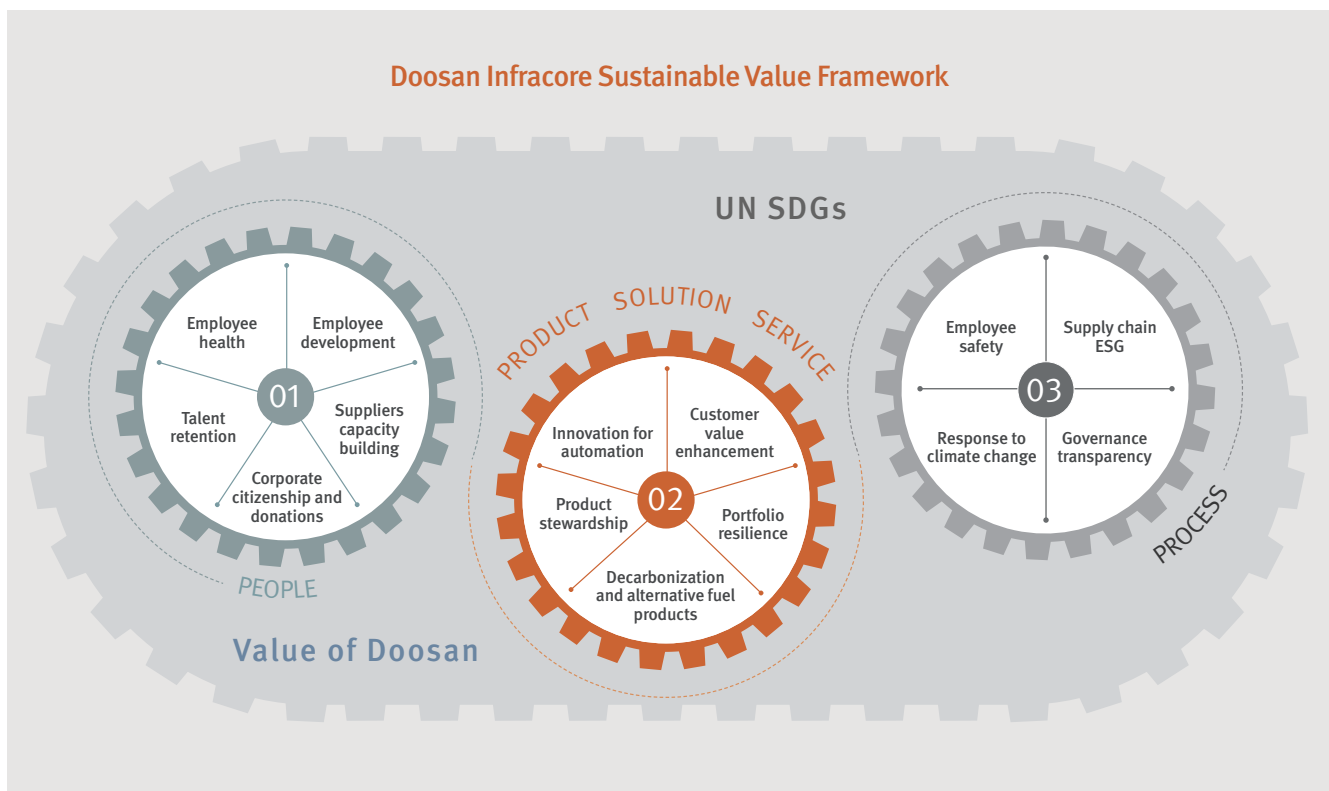 Doosan Infracore Sustainable Value Framework
UN SDGs
Employee
health
Employee
development
Talent
retention
01
Suppliers
capacity
building
Corporate
citizenship and
donations
PEOPLE
Value of Doosan
PRODUCT SOLUTION SERVICE
Innovation for
automation
Customer
value
enhancement
Product
stewardship
02
Portfolio
resilience
Decarbonization
and alternative fuel
products
Employee
safety
Supply chain
ESG
03
Response to
climate change
Governance
transparency
PROCESS